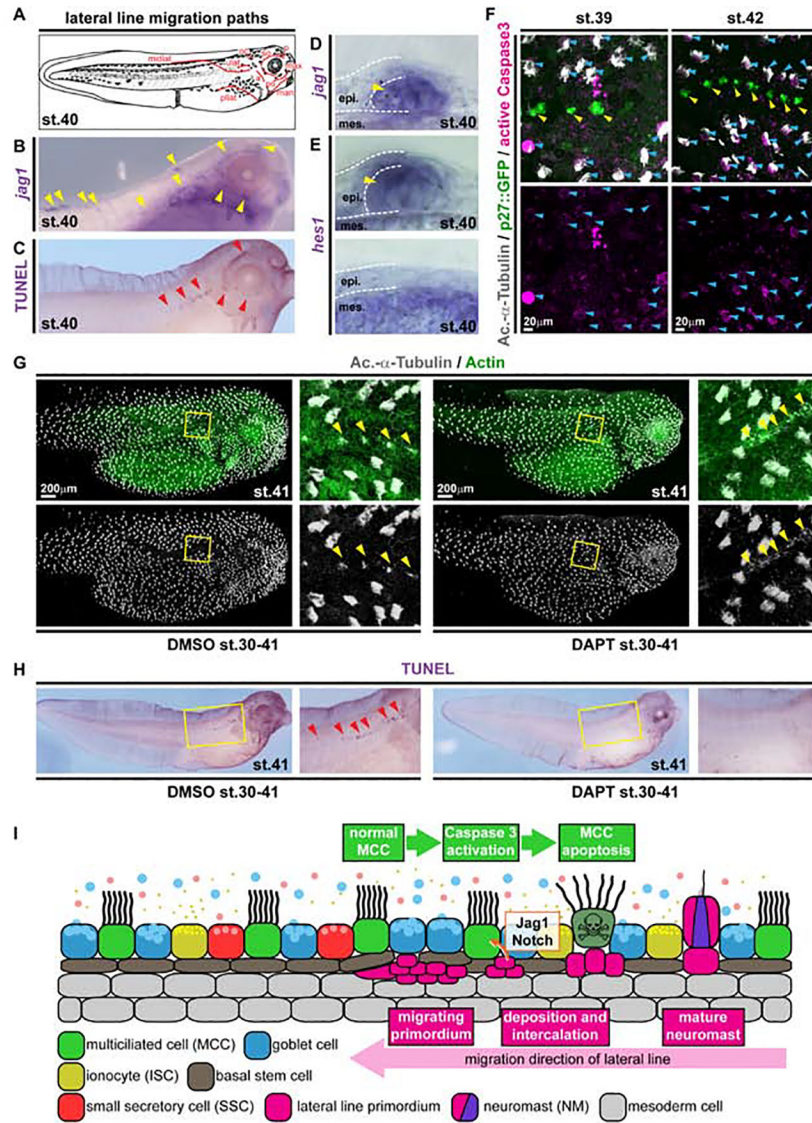 A
lateral line migration paths
midlat
ulat
plat
max
man
st.40
B
jag1
st.40
C
TUNEL
st.40
D
jag1
epi.
mes.
st.40
E
hes1
epi.
mes.
epi.
mes.
st.40
F
st.39
st.42
Ac.-α-Tubulin / p27::GFP / active Caspase3
20µm
20µm
G
Ac.-α-Tubulin / Actin
200µm
st.41
200µm
st.41
DMSO st.30-41
DAPT st.30-41
H
TUNEL
st.41
st.41
DMSO st.30-41
DAPT st.30-41
I
normal MCC
Caspase 3 activation
MCC apoptosis
Jag1
Notch
migrating primordium
deposition and intercalation
mature neuromast
migration direction of lateral line
multiciliated cell (MCC)
goblet cell
ionocyte (ISC)
basal stem cell
small secretory cell (SSC)
lateral line primordium
neuromast (NM)
mesoderm cell